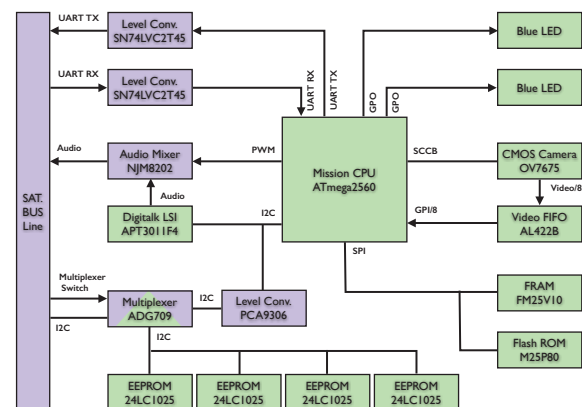 UART TX
Level Conv.
SN74LVC2T45
Blue LED
UART RX
Level Conv.
SN74LVC2T45
UART RX
UART TX
GPO
GPO
Blue LED
Audio
Audio Mixer
NJM8202
PWM
Mission CPU
ATmega2560
SCCB
CMOS Camera
OV7675
Audio
Video/8
SAT.
BUS
Line
Digitalk LSI
APT3011F4
I2C
GPI/8
Video FIFO
AL422B
SPI
Multiplexer
Switch
Multiplexer
ADG709
I2C
Level Conv.
PCA9306
FRAM
FM25V10
I2C
I2C
Flash ROM
M25P80
EEPROM
24LC1025
EEPROM
24LC1025
EEPROM
24LC1025
EEPROM
24LC1025